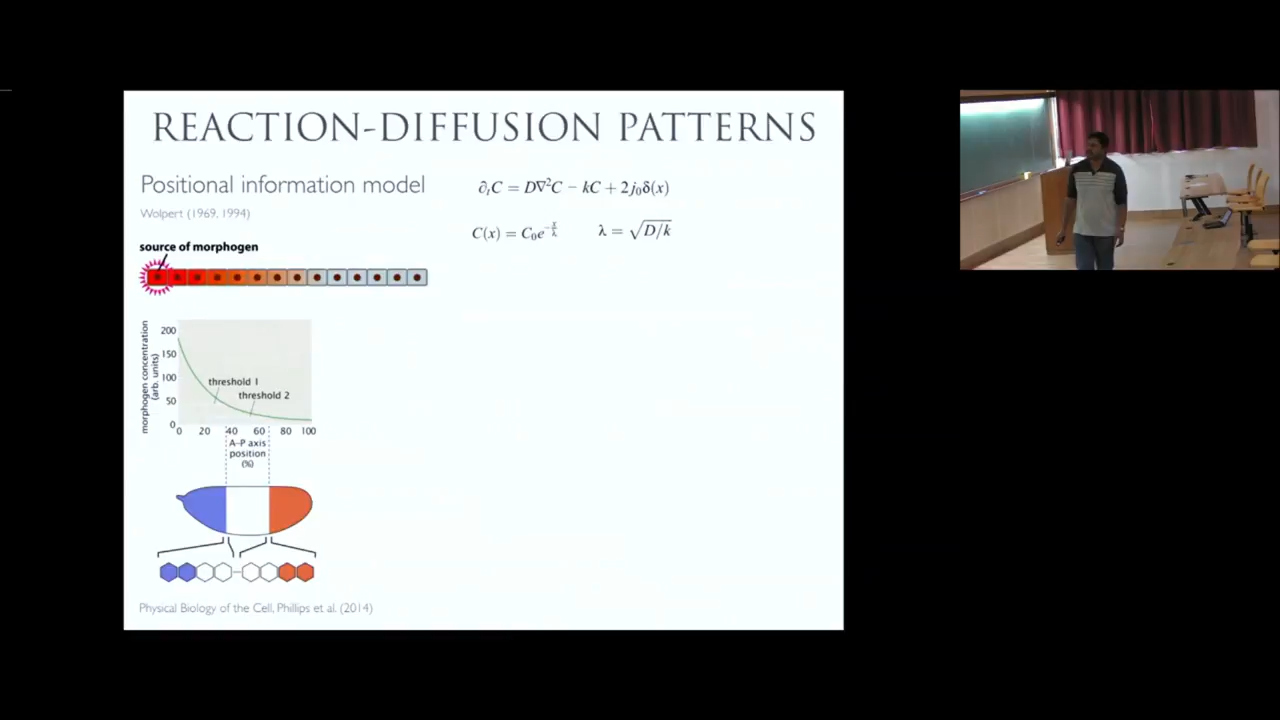 REACTION-DIFFUSION PATTERNS
Positional information model
Wolpert (1969, 1994)
∂ₜC = D∇²C − kC + 2j₀δ(x)
C(x) = C₀e^{−x/λ}   λ = √(D/k)
source of morphogen
morphogen concentration
(arb. units)
200
150
100
50
0
threshold 1
threshold 2
0 20 40 60 80 100
A–P axis
position
(%)
Physical Biology of the Cell, Phillips et al. (2014)